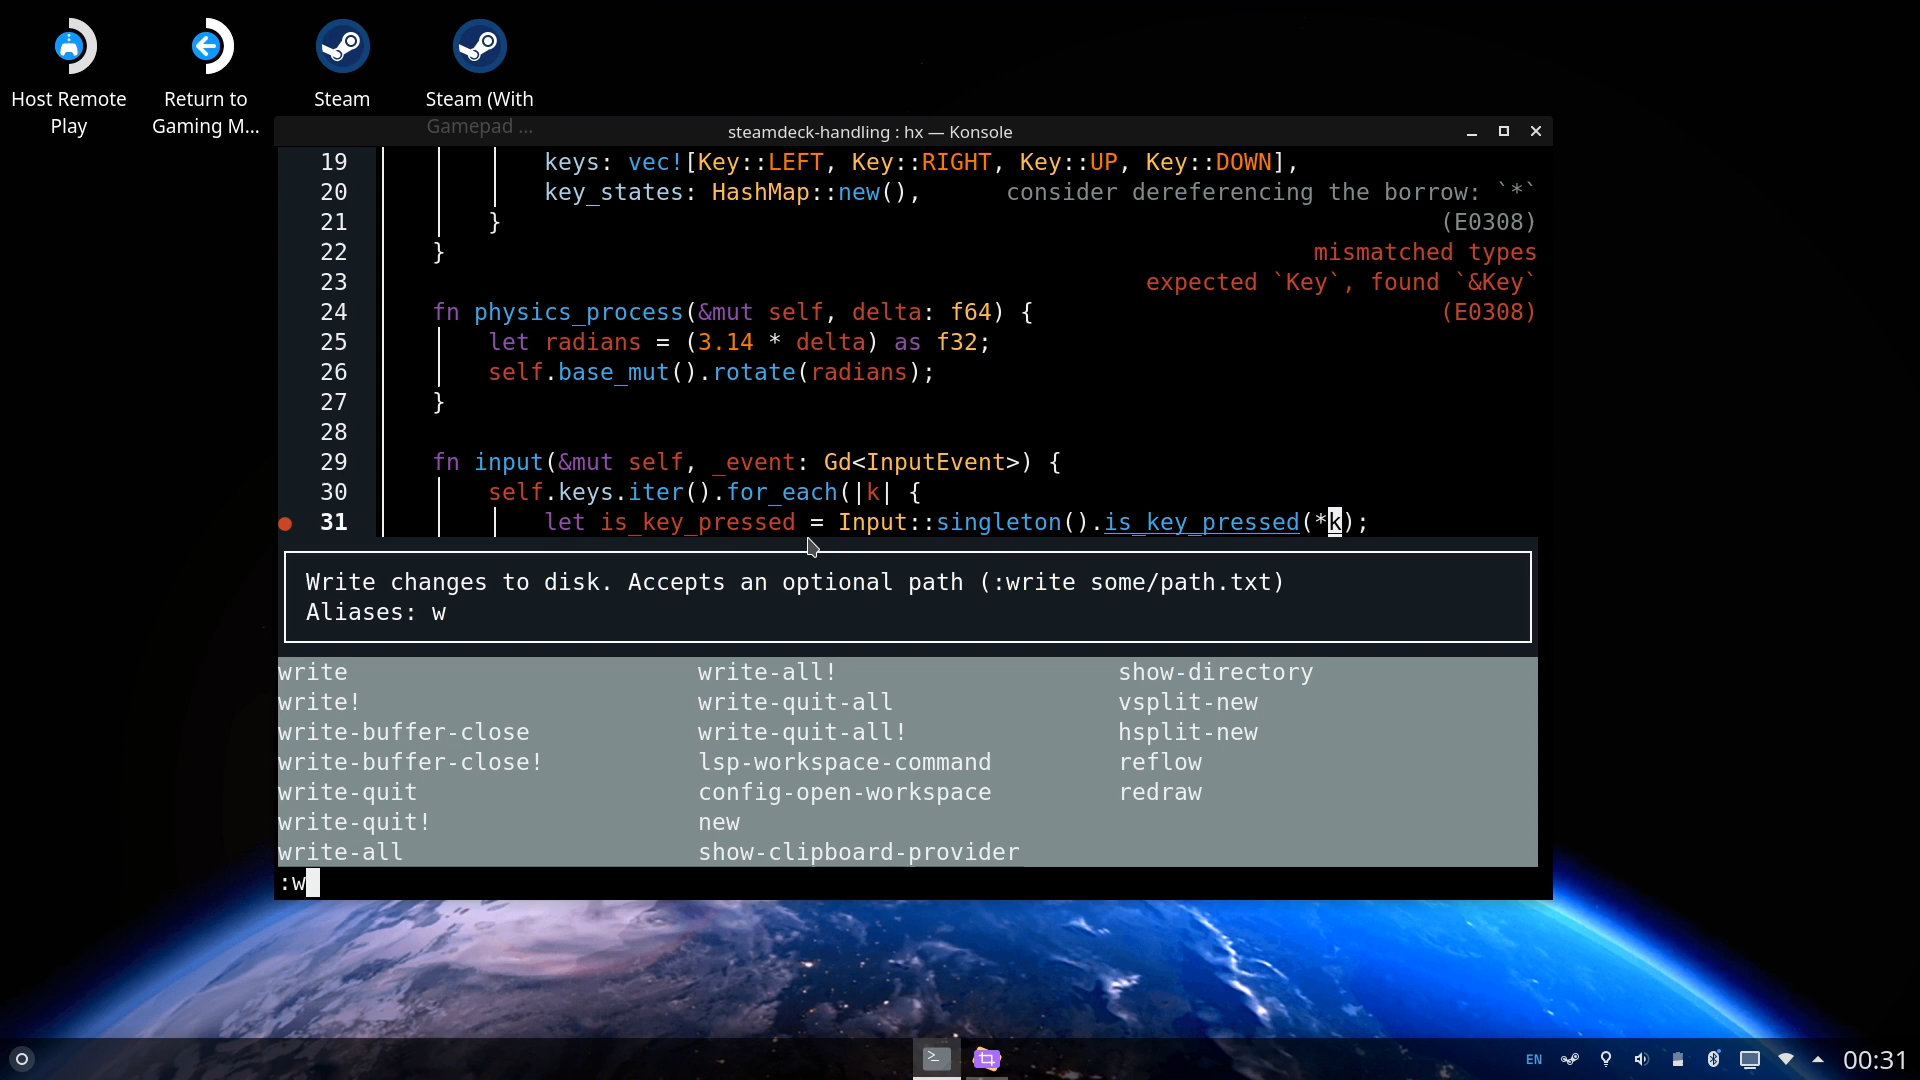 Host Remote
Play
Return to
Gaming M...
Steam
Steam (With
Gamepad ...
steamdeck-handling : hx — Konsole
19 keys: vec![Key::LEFT, Key::RIGHT, Key::UP, Key::DOWN],
20 key_states: HashMap::new(), consider dereferencing the borrow: `*`
21 } (E0308)
22 } mismatched types
23 expected `Key`, found `&Key`
24 fn physics_process(&mut self, delta: f64) { (E0308)
25 let radians = (3.14 * delta) as f32;
26 self.base_mut().rotate(radians);
27 }
28
29 fn input(&mut self, _event: Gd<InputEvent>) {
30 self.keys.iter().for_each(|k| {
31 let is_key_pressed = Input::singleton().is_key_pressed(*k);
Write changes to disk. Accepts an optional path (:write some/path.txt)
Aliases: w
write write-all! show-directory
write! write-quit-all vsplit-new
write-buffer-close write-quit-all! hsplit-new
write-buffer-close! lsp-workspace-command reflow
write-quit config-open-workspace redraw
write-quit! new
write-all show-clipboard-provider
:w
EN 00:31